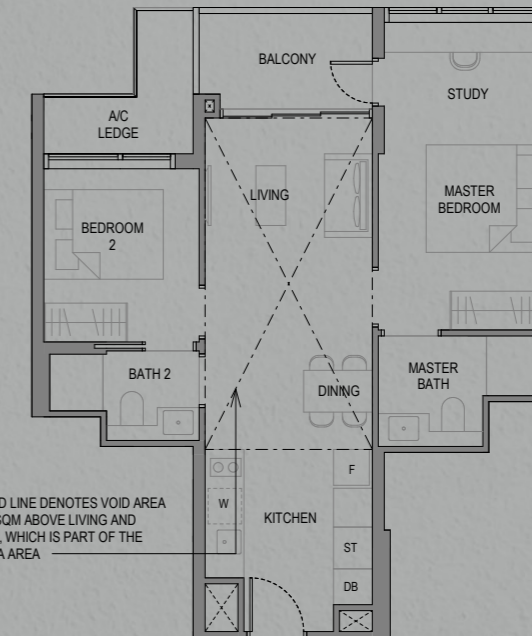 BALCONY
STUDY
A/C
LEDGE
LIVING
MASTER
BEDROOM
BEDROOM
2
BATH 2
DINING
MASTER
BATH
F
W
KITCHEN
ST
DB
LINE DENOTES VOID AREA
SQM ABOVE LIVING AND
, WHICH IS PART OF THE
AREA